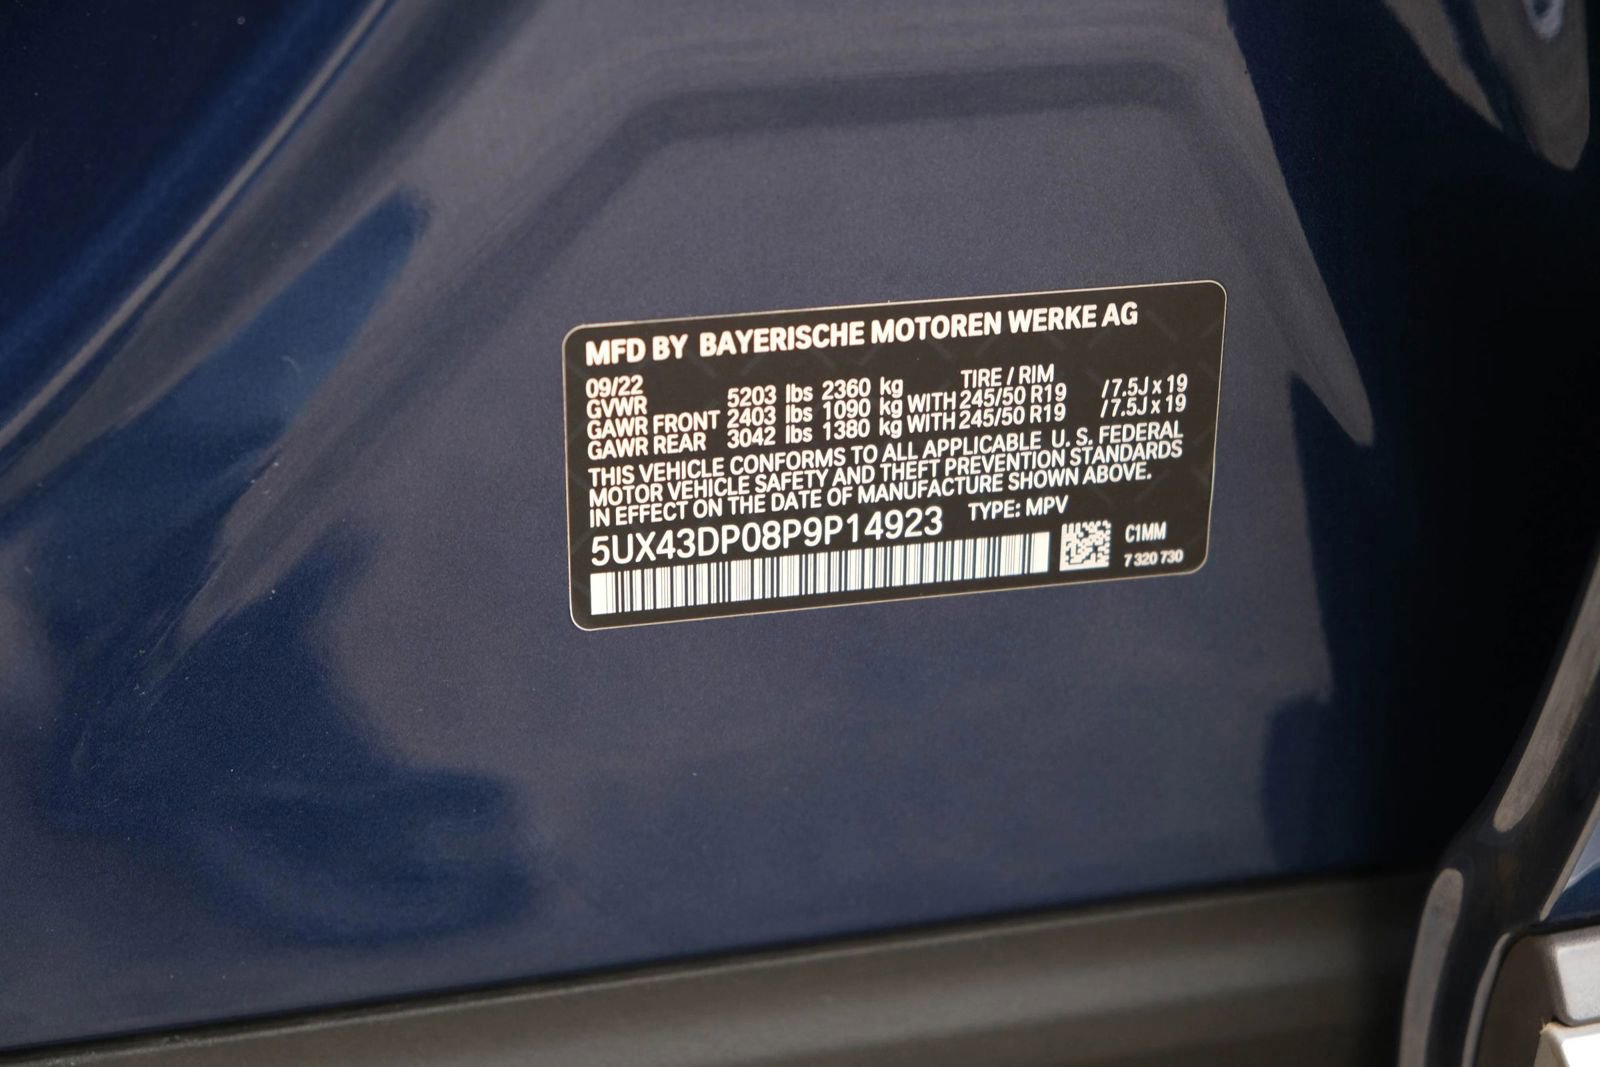 MFD BY BAYERISCHE MOTOREN WERKE AG
09/22 TIRE / RIM
GVWR 5203 lbs 2360 kg
GAWR FRONT 2403 lbs 1090 kg WITH 245/50 R19 /7.5J x 19
GAWR REAR 3042 lbs 1380 kg WITH 245/50 R19 /7.5J x 19
THIS VEHICLE CONFORMS TO ALL APPLICABLE U. S. FEDERAL
MOTOR VEHICLE SAFETY AND THEFT PREVENTION STANDARDS
IN EFFECT ON THE DATE OF MANUFACTURE SHOWN ABOVE.
5UX43DP08P9P14923 TYPE: MPV
C1MM
7 320 730